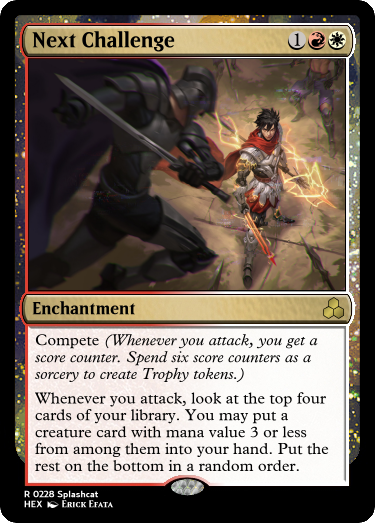 Next Challenge 1
Enchantment
Compete (Whenever you attack, you get a
score counter. Spend six score counters as a
sorcery to create Trophy tokens.)
Whenever you attack, look at the top four
cards of your library. You may put a
creature card with mana value 3 or less
from among them into your hand. Put the
rest on the bottom in a random order.
R 0228 Splashcat
HEX Erick Efata